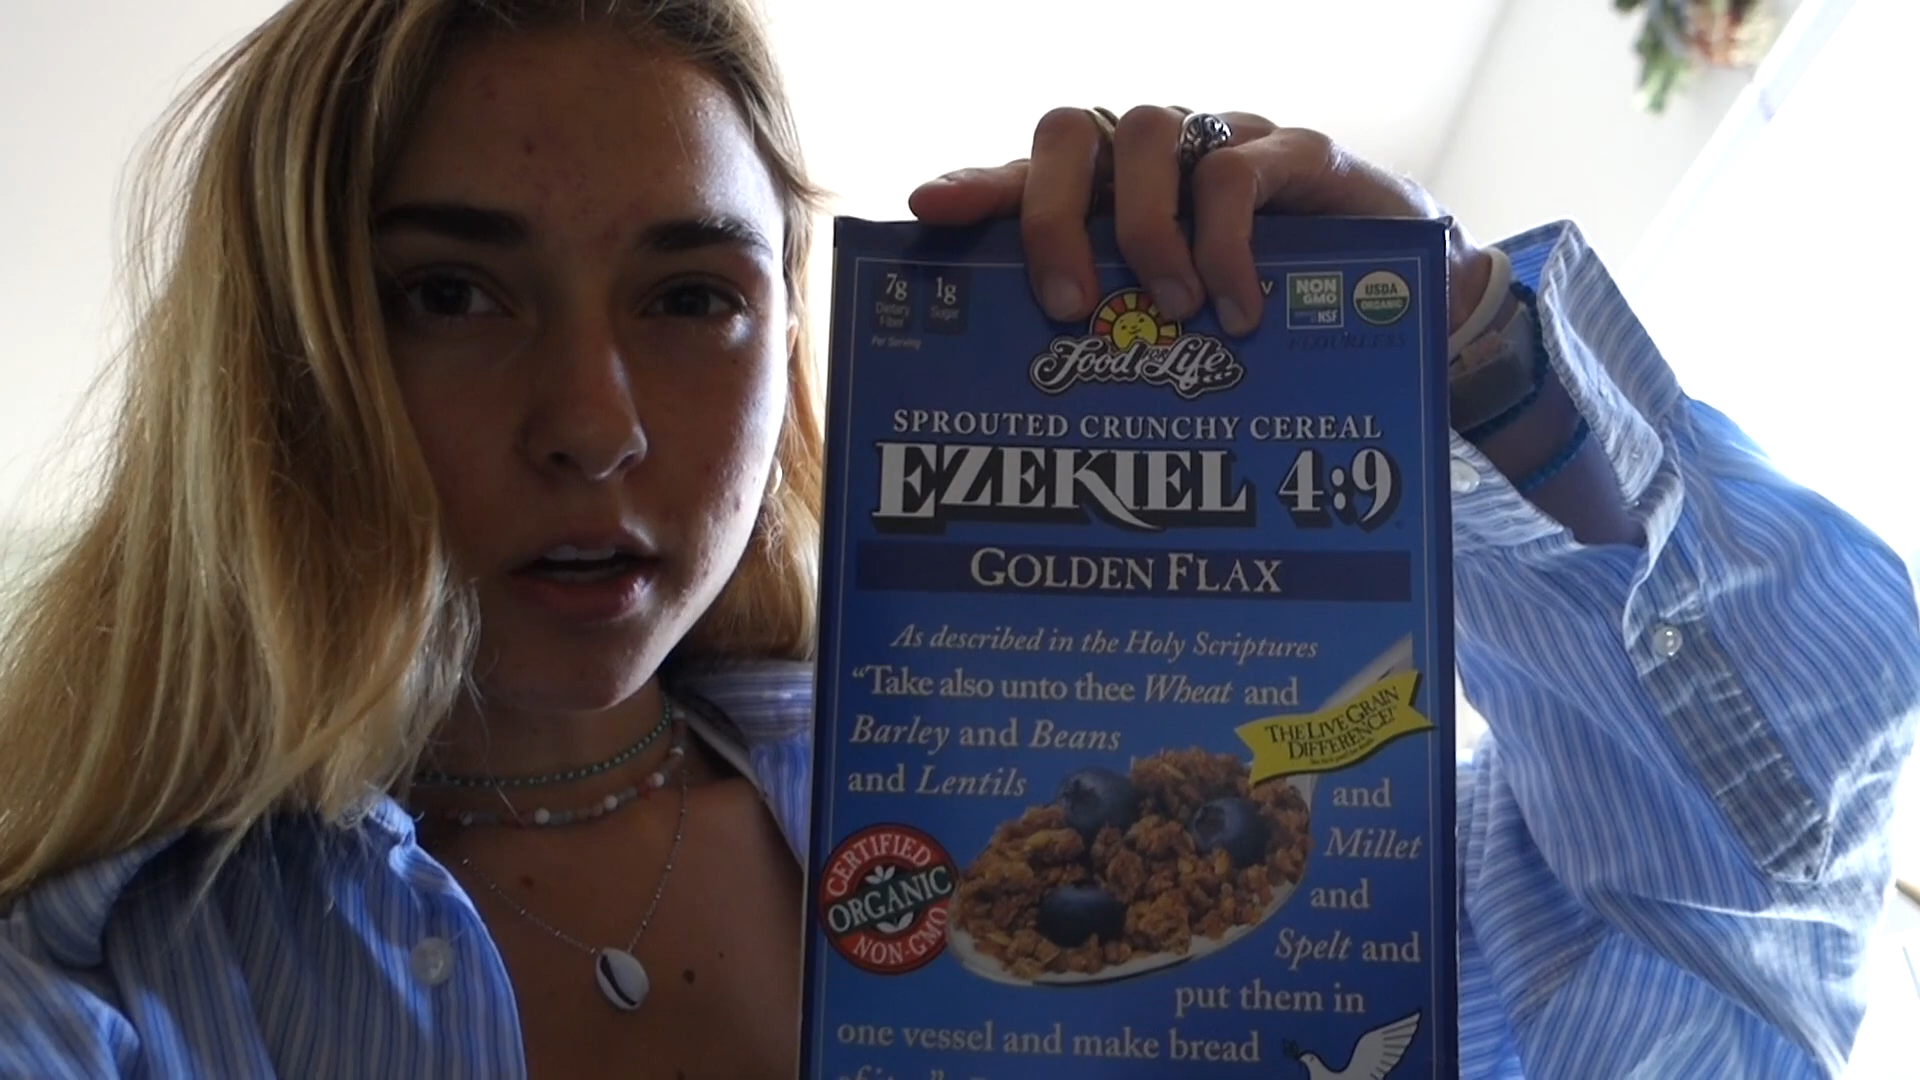 7g
Dietary
Fiber
1g
Sugar
Per Serving
NON
GMO
NSF
USDA
ORGANIC
FLOURLESS
Food for Life
SPROUTED CRUNCHY CEREAL
EZEKIEL 4:9
GOLDEN FLAX
As described in the Holy Scriptures
“Take also unto thee Wheat and
Barley and Beans
and Lentils
THE LIVE GRAIN
DIFFERENCE!
and
Millet
and
Spelt and
CERTIFIED
ORGANIC
NON-GMO
put them in
one vessel and make bread